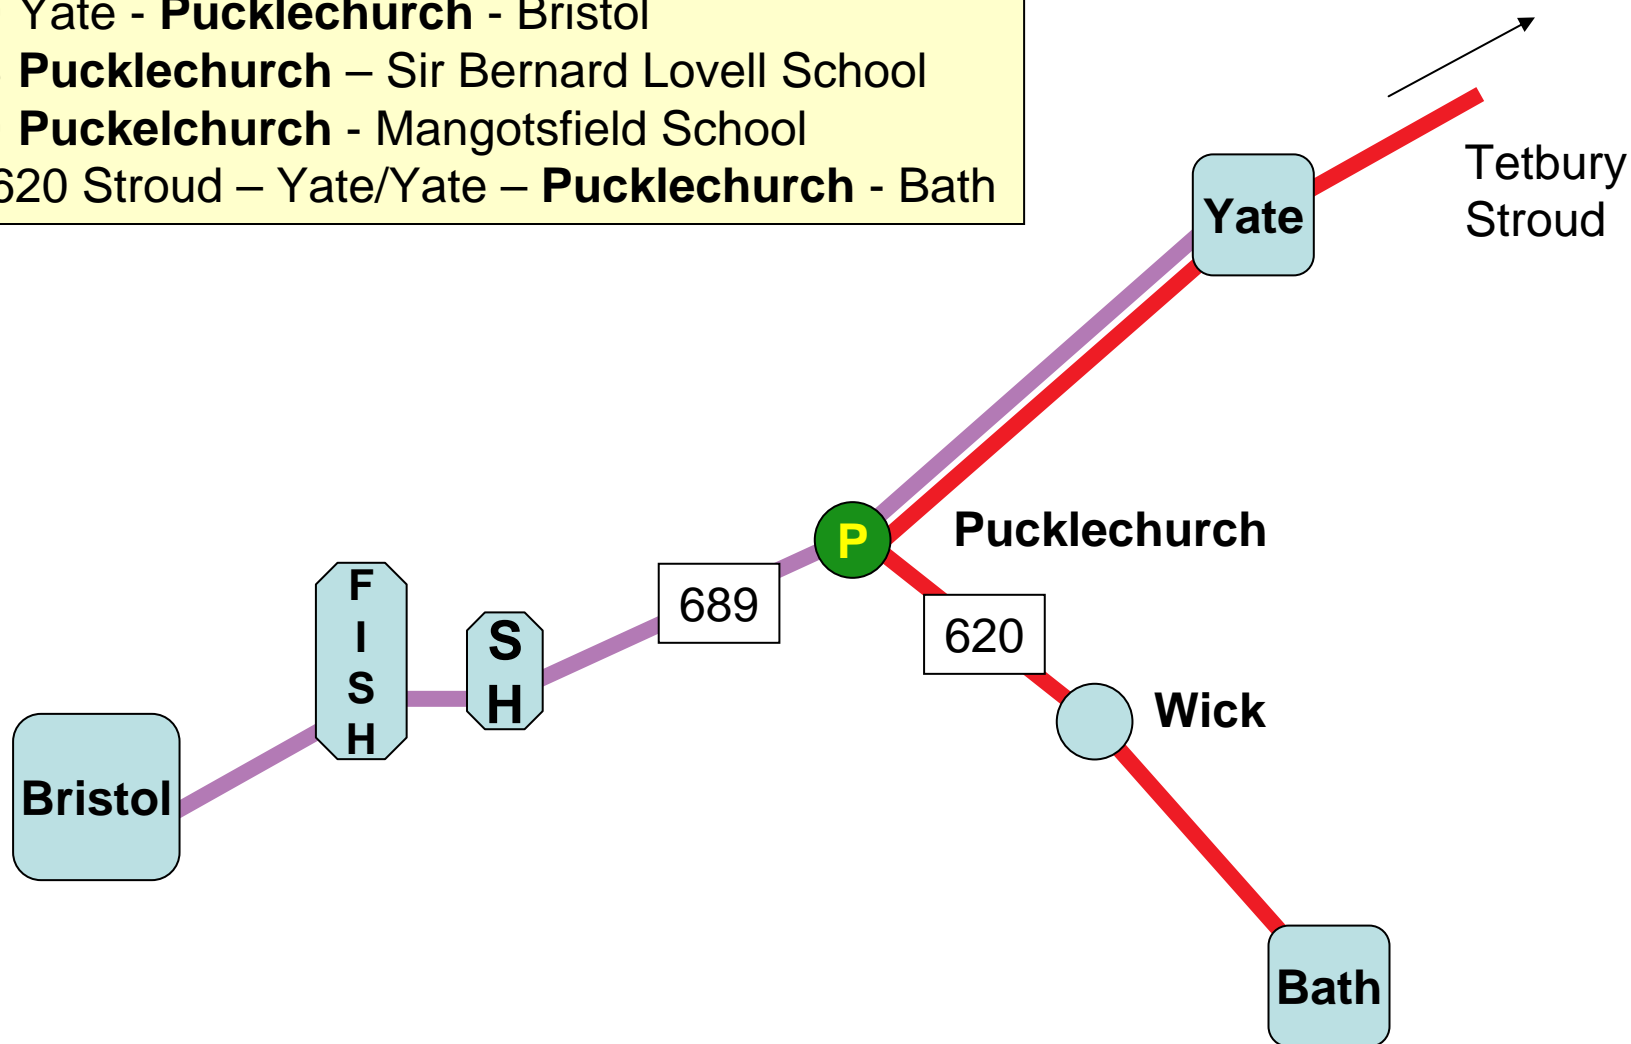 Yate - Pucklechurch - Bristol
Pucklechurch – Sir Bernard Lovell School
Puckelchurch - Mangotsfield School
620 Stroud – Yate/Yate – Pucklechurch - Bath
Tetbury
Stroud
Yate
P
Pucklechurch
689
620
F
I
S
H
S
H
Wick
Bristol
Bath